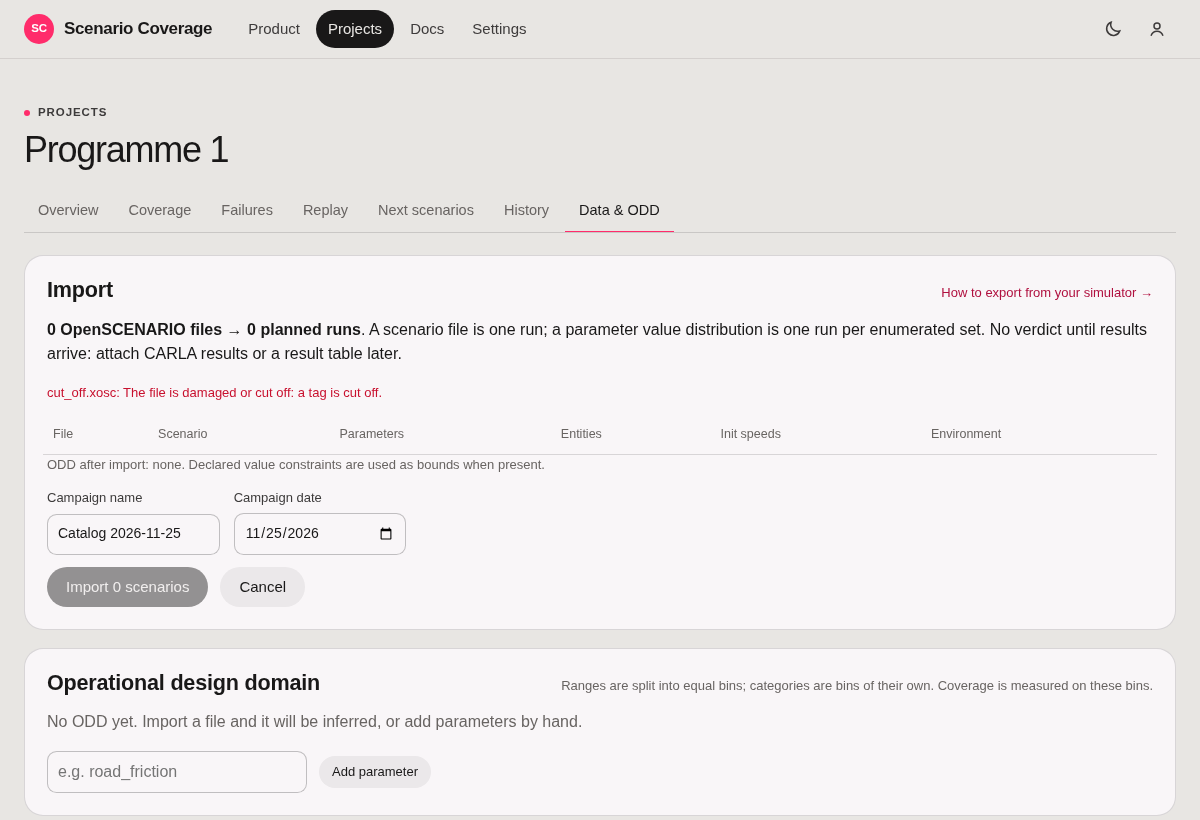 SC Scenario Coverage Product Projects Docs Settings
PROJECTS
Programme 1
Overview Coverage Failures Replay Next scenarios History Data & ODD
Import
How to export from your simulator →
0 OpenSCENARIO files → 0 planned runs. A scenario file is one run; a parameter value distribution is one run per enumerated set. No verdict until results
arrive: attach CARLA results or a result table later.
cut_off.xosc: The file is damaged or cut off: a tag is cut off.
File Scenario Parameters Entities Init speeds Environment
ODD after import: none. Declared value constraints are used as bounds when present.
Campaign name Campaign date
Catalog 2026-11-25 11/25/2026
Import 0 scenarios Cancel
Operational design domain
Ranges are split into equal bins; categories are bins of their own. Coverage is measured on these bins.
No ODD yet. Import a file and it will be inferred, or add parameters by hand.
e.g. road_friction Add parameter